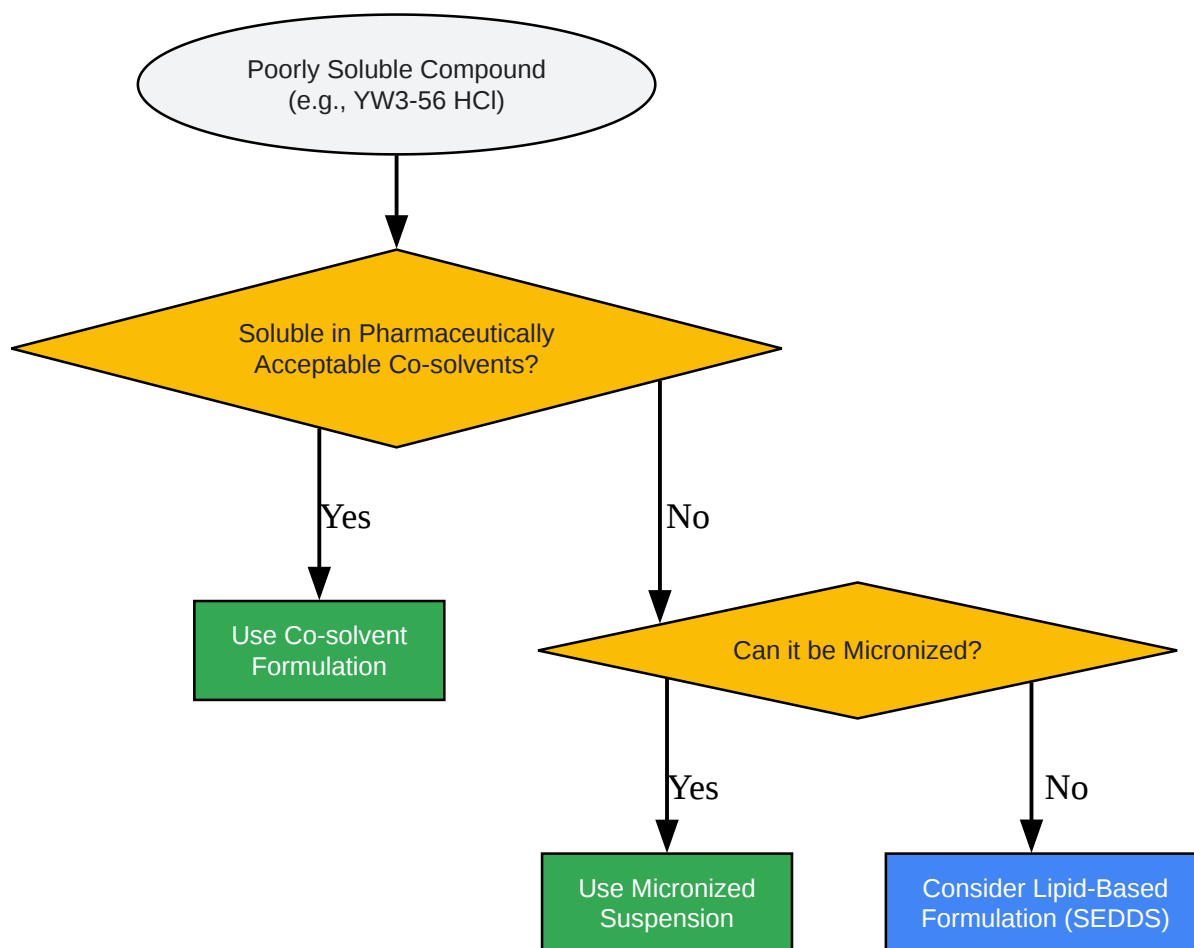 Poorly Soluble Compound
(e.g., YW3-56 HCl)
Soluble in Pharmaceutically
Acceptable Co-solvents?
Yes
No
Use Co-solvent
Formulation
Can it be Micronized?
Yes
No
Use Micronized
Suspension
Consider Lipid-Based
Formulation (SEDDS)